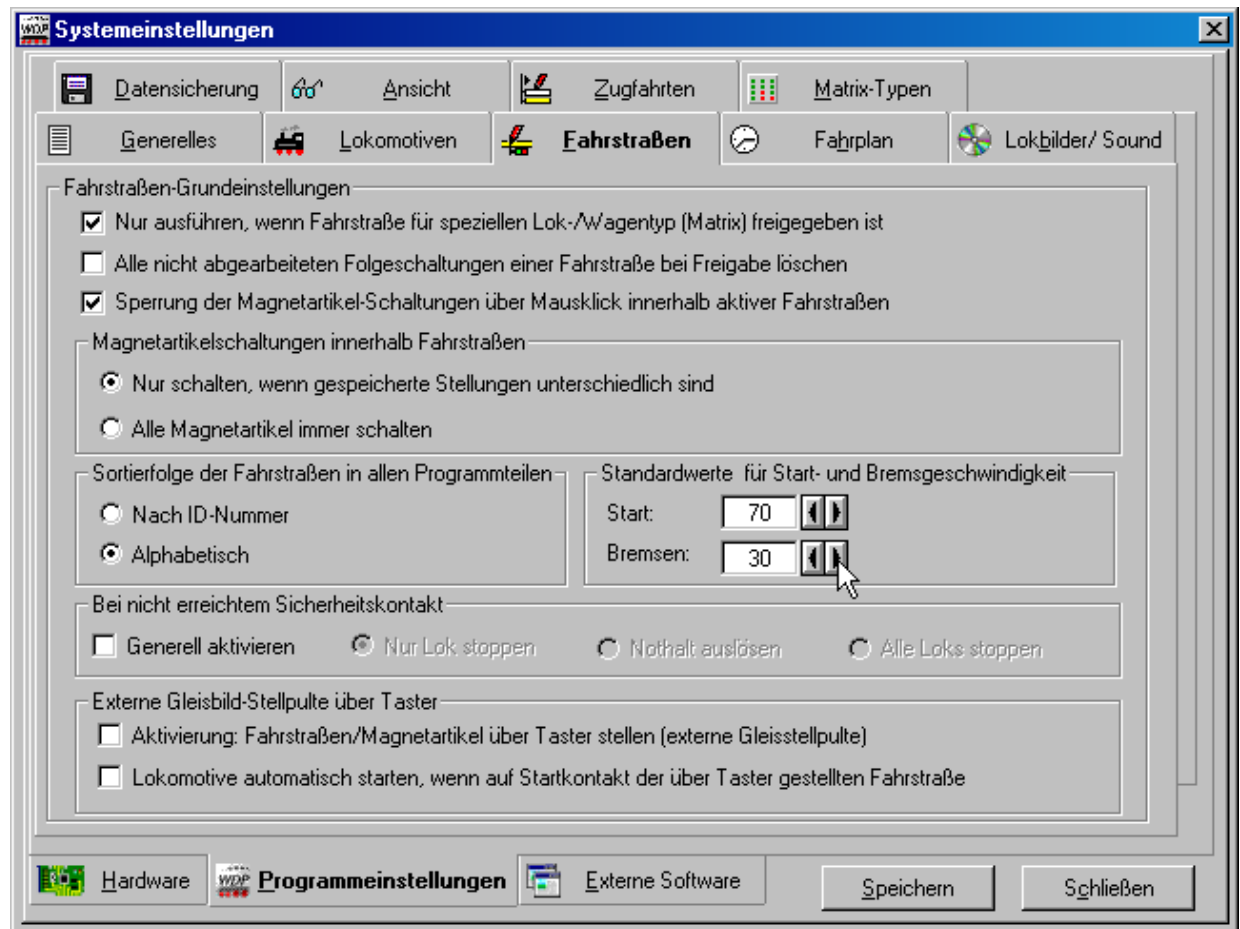 WDP Systemeinstellungen
Datensicherung Ansicht Zugfahrten Matrix-Typen
Generelles Lokomotiven Fahrstraßen Fahrplan Lokbilder/ Sound
Fahrstraßen-Grundeinstellungen
Nur ausführen, wenn Fahrstraße für speziellen Lok-/Wagentyp (Matrix) freigegeben ist
Alle nicht abgearbeiteten Folgeschaltungen einer Fahrstraße bei Freigabe löschen
Sperrung der Magnetartikel-Schaltungen über Mausklick innerhalb aktiver Fahrstraßen
Magnetartikelschaltungen innerhalb Fahrstraßen
Nur schalten, wenn gespeicherte Stellungen unterschiedlich sind
Alle Magnetartikel immer schalten
Sortierfolge der Fahrstraßen in allen Programmteilen
Nach ID-Nummer
Alphabetisch
Standardwerte für Start- und Bremsgeschwindigkeit
Start: 70
Bremsen: 30
Bei nicht erreichtem Sicherheitskontakt
Generell aktivieren Nur Lok stoppen Nothalt auslösen Alle Loks stoppen
Externe Gleisbild-Stellpulte über Taster
Aktivierung: Fahrstraßen/Magnetartikel über Taster stellen (externe Gleisstellpulte)
Lokomotive automatisch starten, wenn auf Startkontakt der über Taster gestellten Fahrstraße
Hardware WDP Programmeinstellungen Externe Software Speichern Schließen